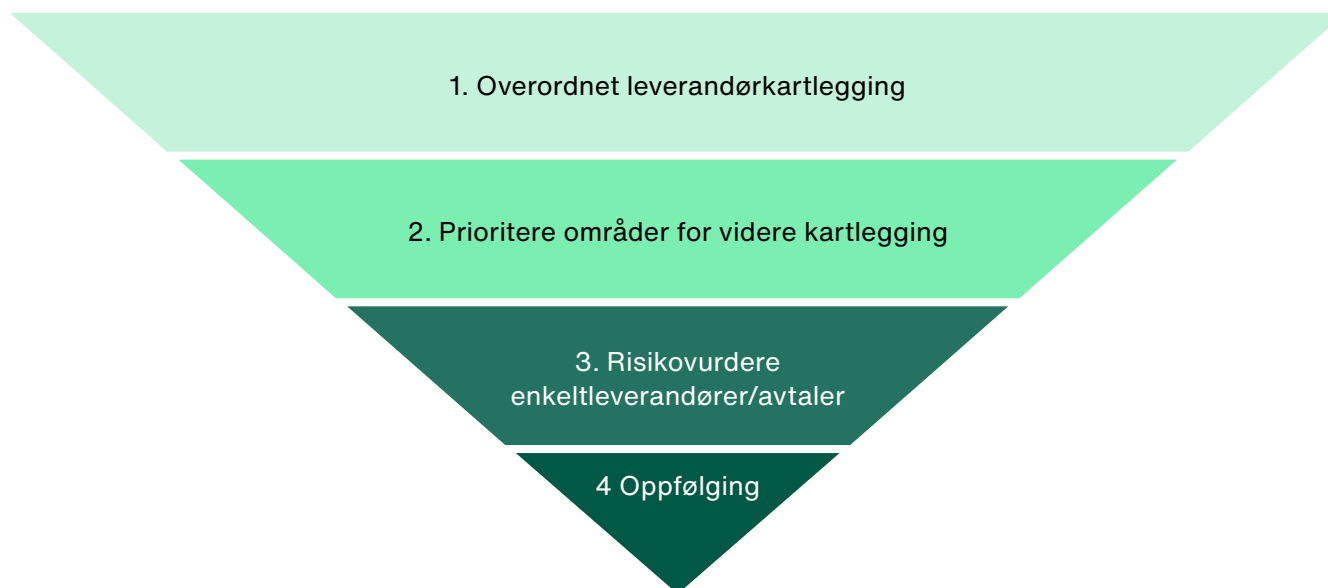 1. Overordnet leverandørkartlegging
2. Prioritere områder for videre kartlegging
3. Risikovurdere
enkeltleverandører/avtaler
4 Oppfølging